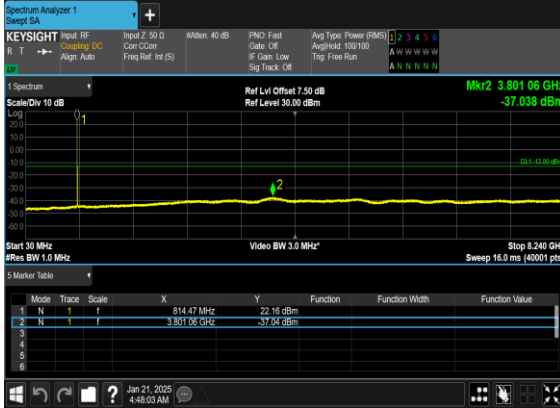 Spectrum Analyzer 1
Swept SA
+
KEYSIGHT
R T
LXI
Input: RF
Coupling: DC
Align: Auto
Input Z: 50 Ω
Corr CCorr
Freq Ref: Int (S)
#Atten: 40 dB
PNO: Fast
Gate: Off
IF Gain: Low
Sig Track: Off
Avg Type: Power (RMS)
Avg|Hold: 100/100
Trig: Free Run
1 2 3 4 5 6
A W W W W W
A N N N N N
1 Spectrum
Scale/Div 10 dB
Ref Lvl Offset 7.50 dB
Ref Level 30.00 dBm
Mkr2 3.801 06 GHz
-37.038 dBm
Log
20.0
10.0
0.00
-10.0
-20.0
-30.0
-40.0
-50.0
-60.0
1
2
DL1 -13.00 dBm
Start 30 MHz
#Res BW 1.0 MHz
Video BW 3.0 MHz*
Stop 8.240 GHz
Sweep 16.0 ms (40001 pts)
5 Marker Table
Mode Trace Scale X Y Function Function Width Function Value
1 N 1 f 814.47 MHz 22.16 dBm
2 N 1 f 3.801 06 GHz -37.04 dBm
3
4
5
6
?
Jan 21, 2025
4:48:03 AM